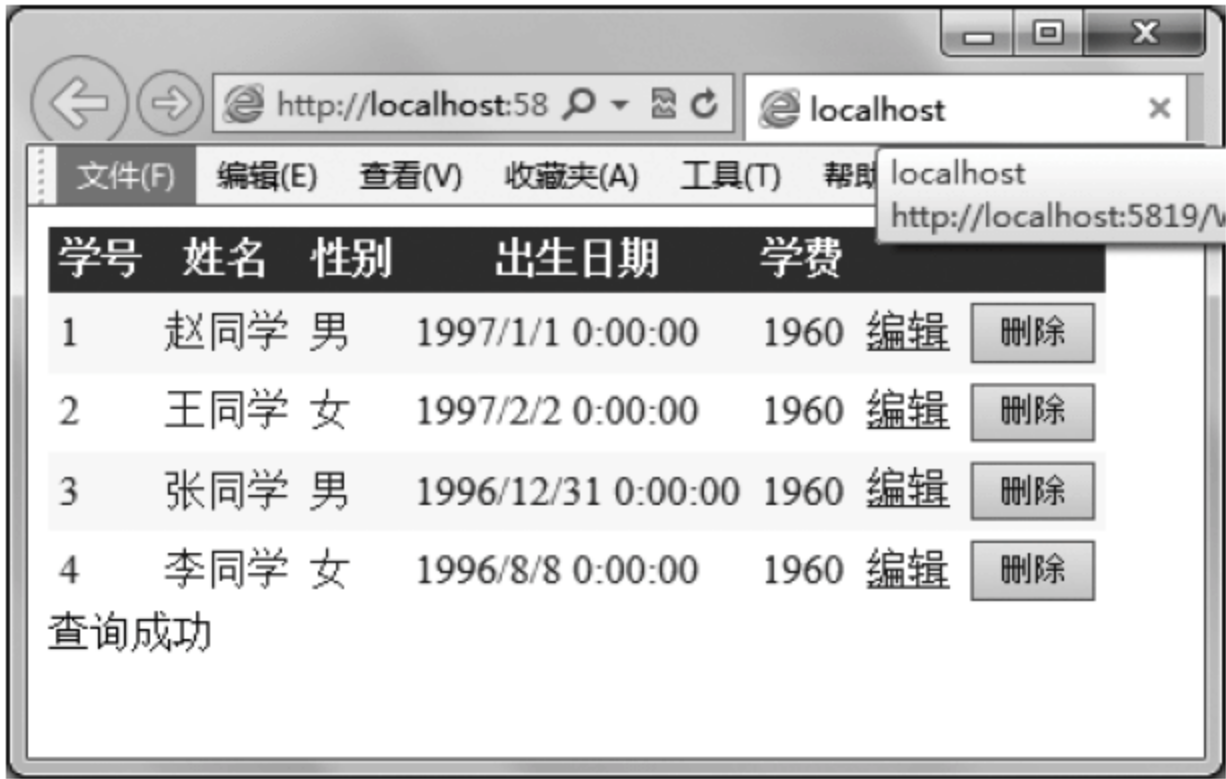 http://localhost:58 localhost
文件(F) 编辑(E) 查看(V) 收藏夹(A) 工具(T) 帮助
localhost
http://localhost:5819/
学号 姓名 性别 出生日期 学费
1 赵同学 男 1997/1/1 0:00:00 1960 编辑 删除
2 王同学 女 1997/2/2 0:00:00 1960 编辑 删除
3 张同学 男 1996/12/31 0:00:00 1960 编辑 删除
4 李同学 女 1996/8/8 0:00:00 1960 编辑 删除
查询成功